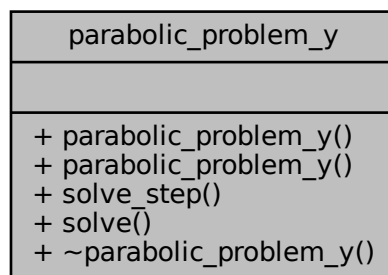 parabolic_problem_y
+ parabolic_problem_y()
+ parabolic_problem_y()
+ solve_step()
+ solve()
+ ~parabolic_problem_y()